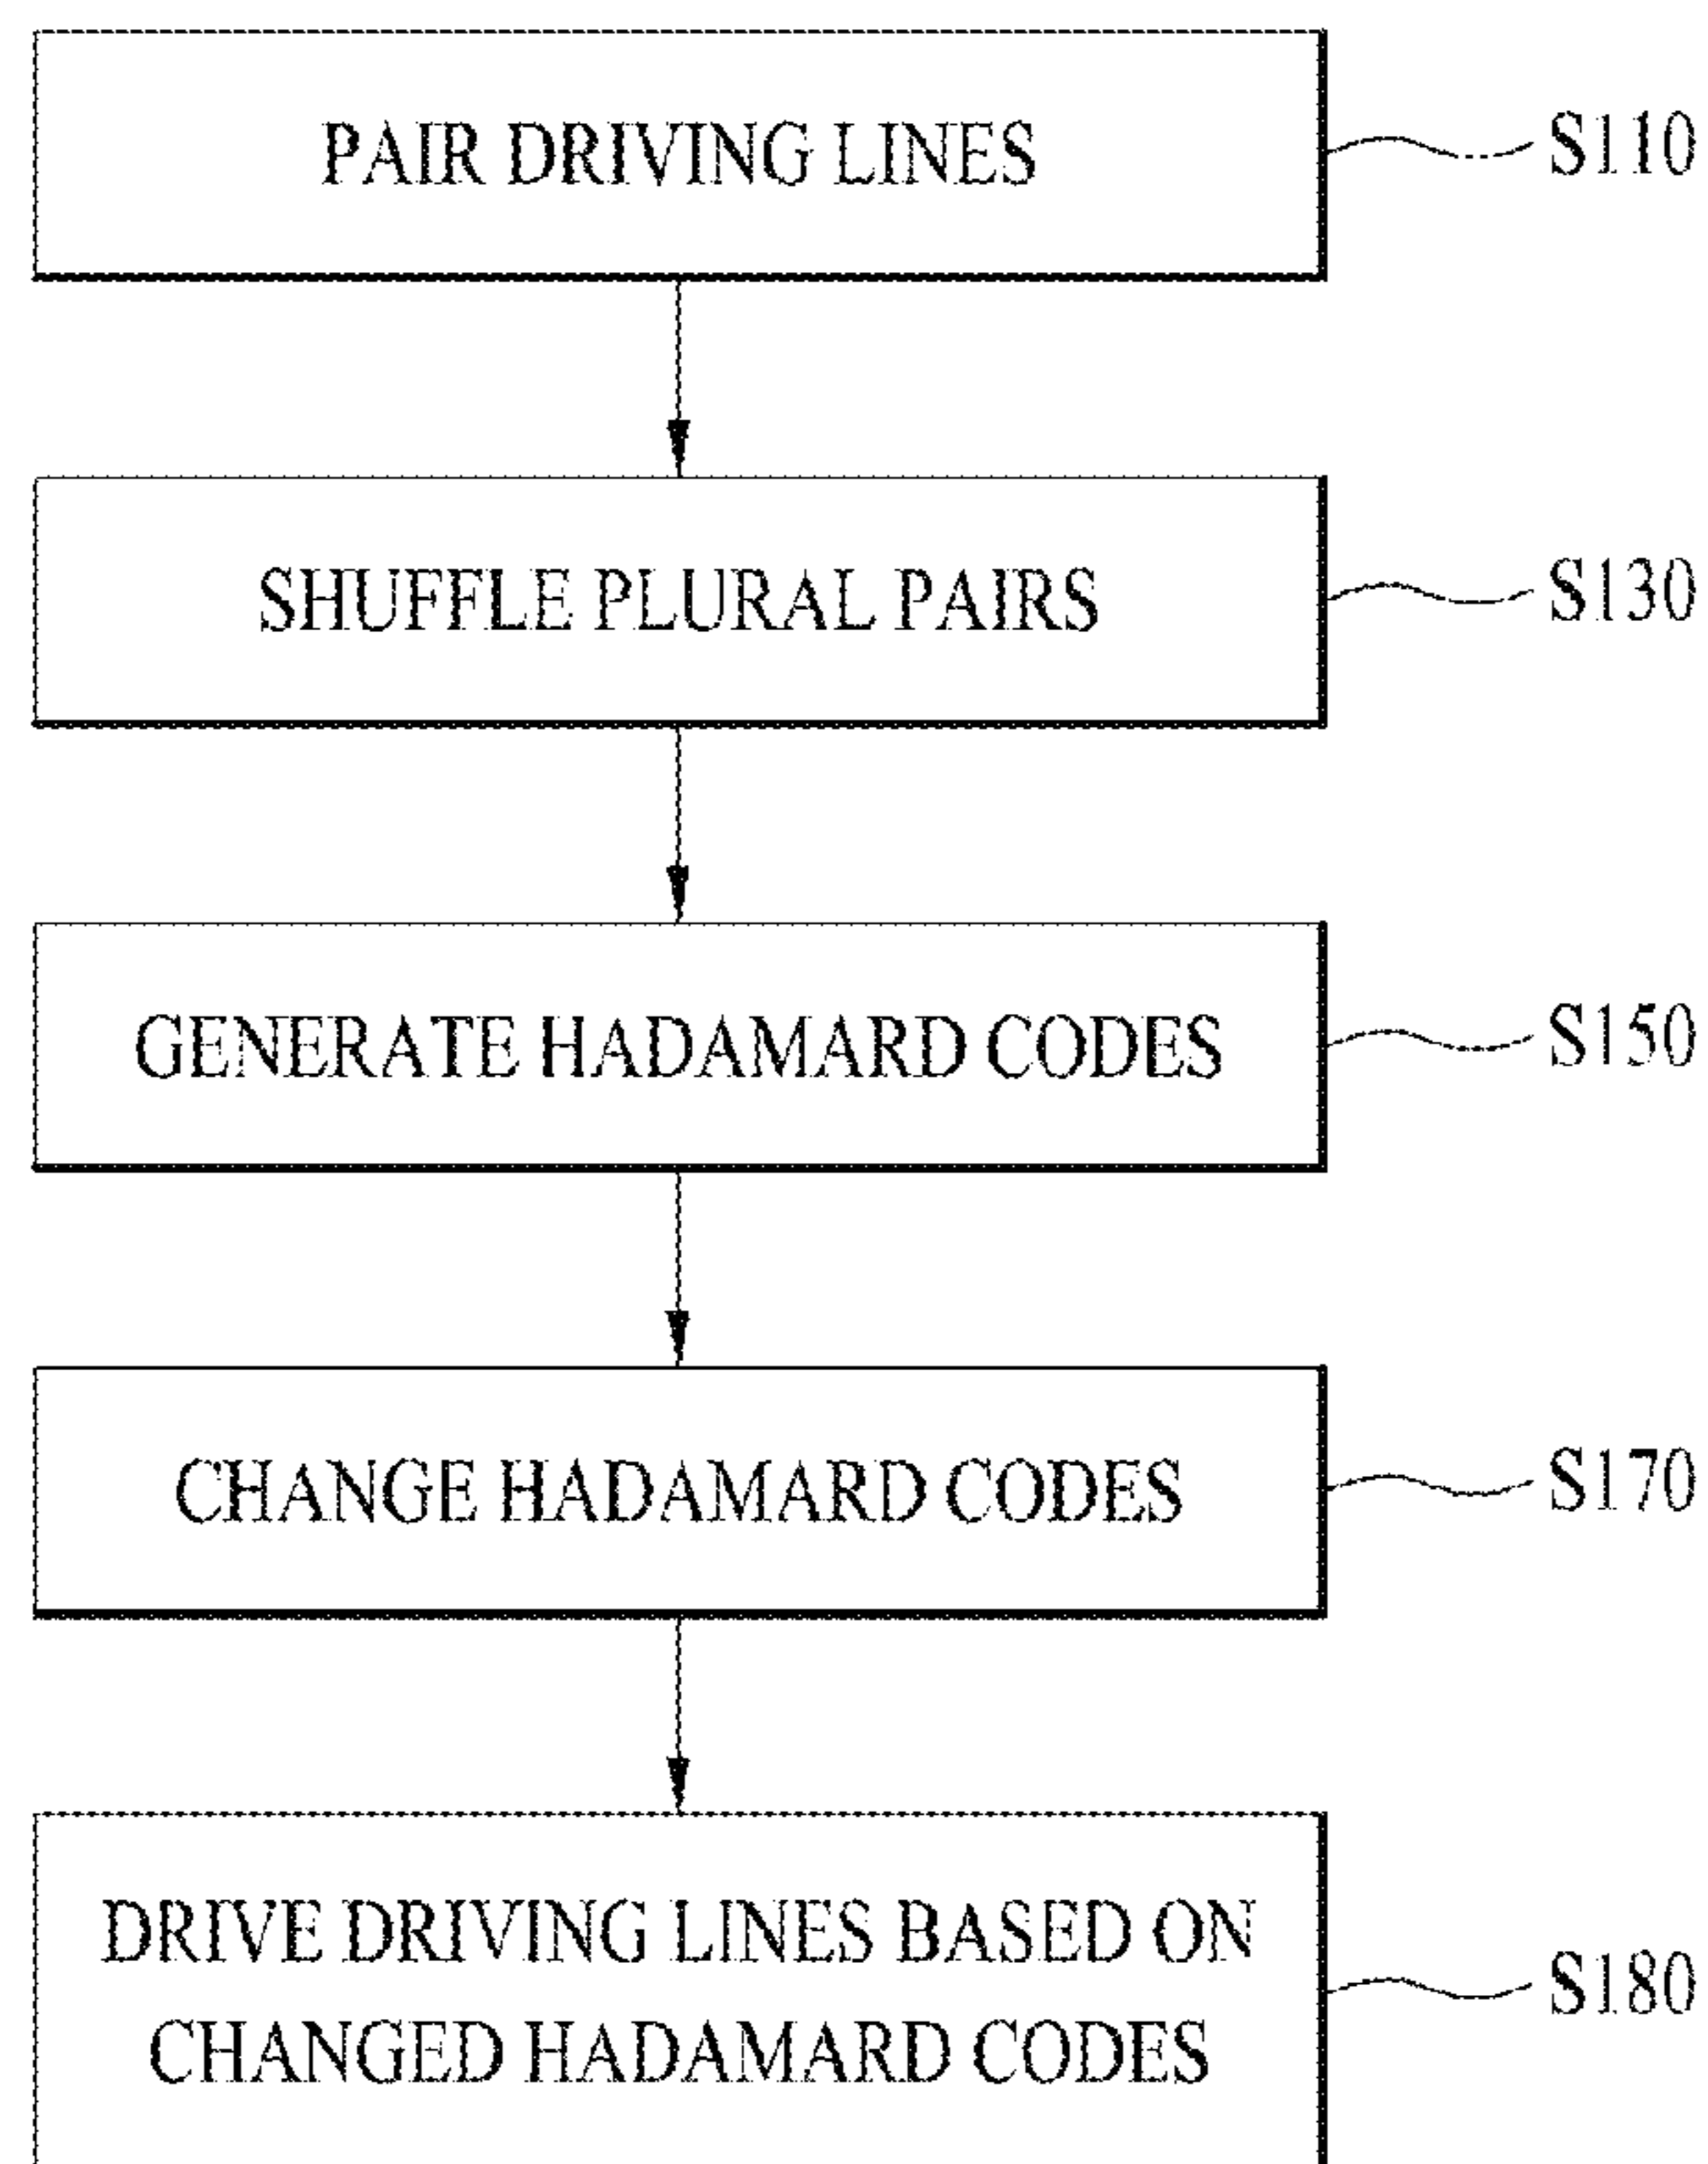 PAIR DRIVING LINES
S110
SHUFFLE PLURAL PAIRS
S130
GENERATE HADAMARD CODES
S150
CHANGE HADAMARD CODES
S170
DRIVE DRIVING LINES BASED ON
CHANGED HADAMARD CODES
S180